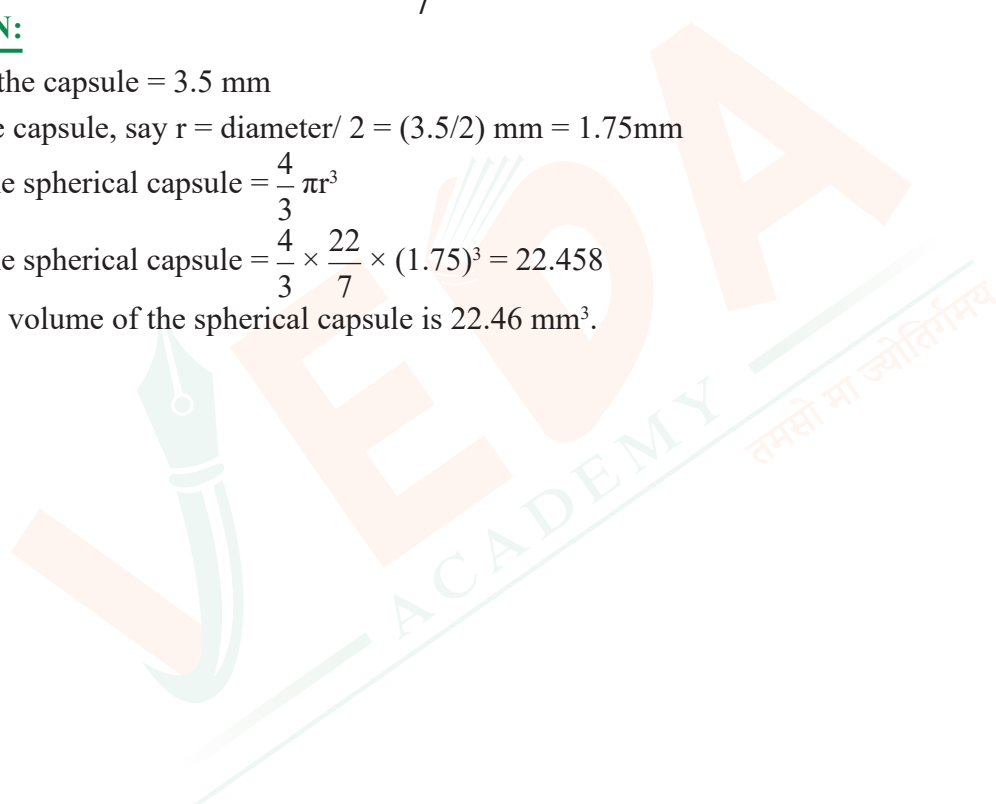 N:
the capsule = 3.5 mm
e capsule, say r = diameter/ 2 = (3.5/2) mm = 1.75mm
e spherical capsule = 4/3 πr³
e spherical capsule = 4/3 × 22/7 × (1.75)³ = 22.458
volume of the spherical capsule is 22.46 mm³.
VEDA
ACADEMY
तमसो मा ज्योतिर्गमय